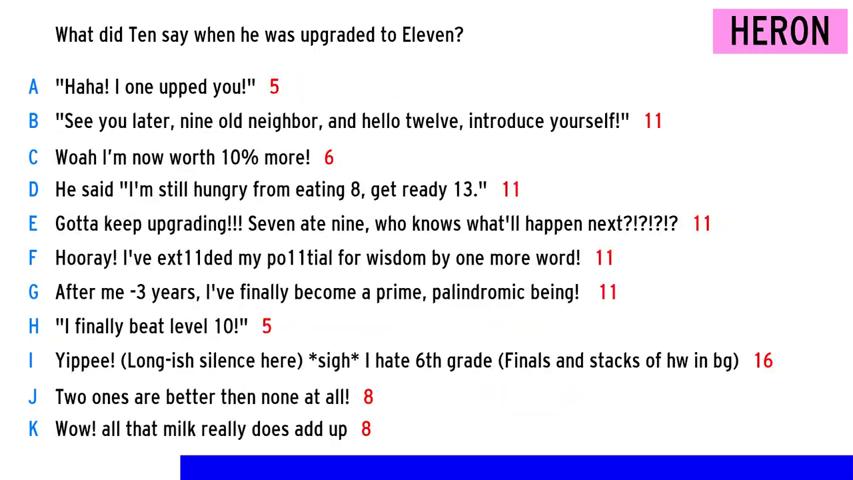 What did Ten say when he was upgraded to Eleven?
HERON
A "Haha! I one upped you!" 5
B "See you later, nine old neighbor, and hello twelve, introduce yourself!" 11
C Woah I'm now worth 10% more! 6
D He said "I'm still hungry from eating 8, get ready 13." 11
E Gotta keep upgrading!!! Seven ate nine, who knows what'll happen next?!?!?!? 11
F Hooray! I've ext11ded my po11tial for wisdom by one more word! 11
G After me -3 years, I've finally become a prime, palindromic being! 11
H "I finally beat level 10!" 5
I Yippee! (Long-ish silence here) *sigh* I hate 6th grade (Finals and stacks of hw in bg) 16
J Two ones are better then none at all! 8
K Wow! all that milk really does add up 8